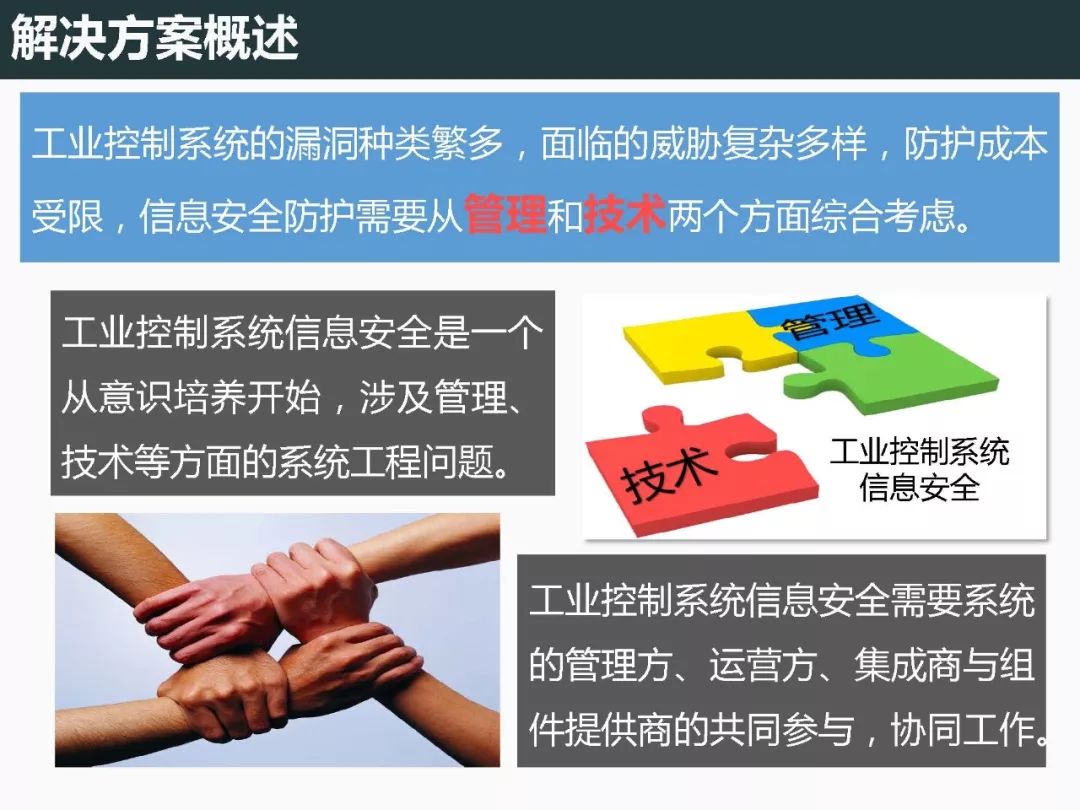 解决方案概述
工业控制系统的漏洞种类繁多，面临的威胁复杂多样，防护成本
受限，信息安全防护需要从管理和技术两个方面综合考虑。
工业控制系统信息安全是一个
从意识培养开始，涉及管理、
技术等方面的系统工程问题。
管理
技术
工业控制系统
信息安全
工业控制系统信息安全需要系统
的管理方、运营方、集成商与组
件提供商的共同参与，协同工作。